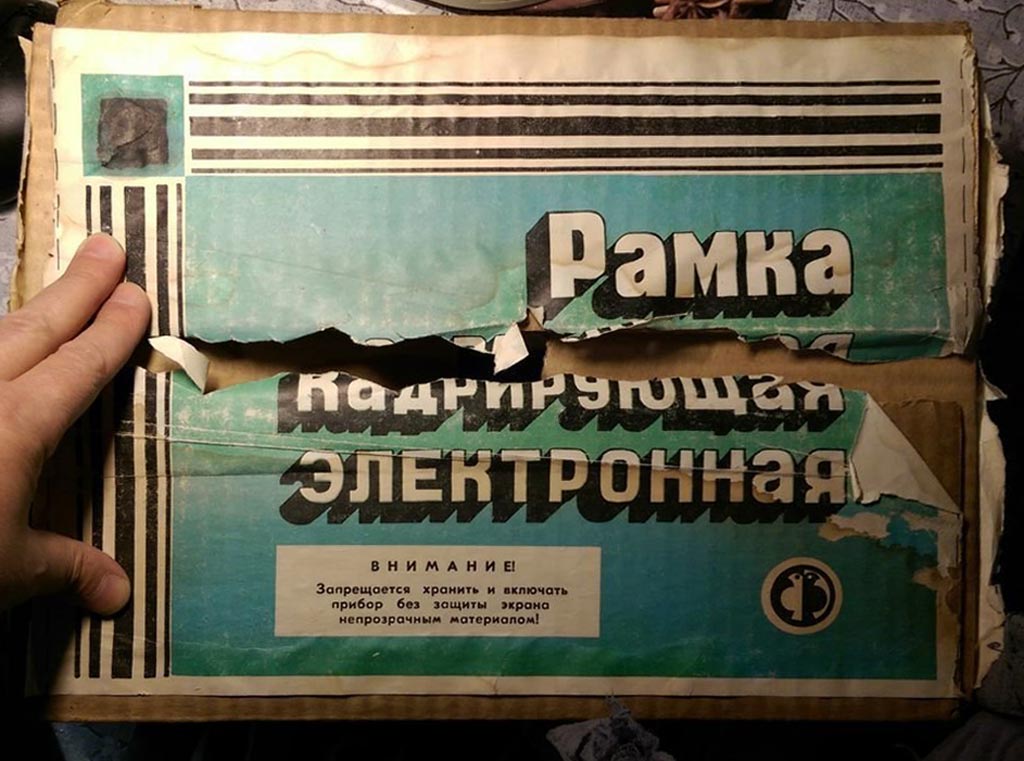 Рамка
кадрирующая
электронная
ВНИМАНИЕ!
Запрещается хранить и включать
прибор без защиты экрана
непрозрачным материалом!